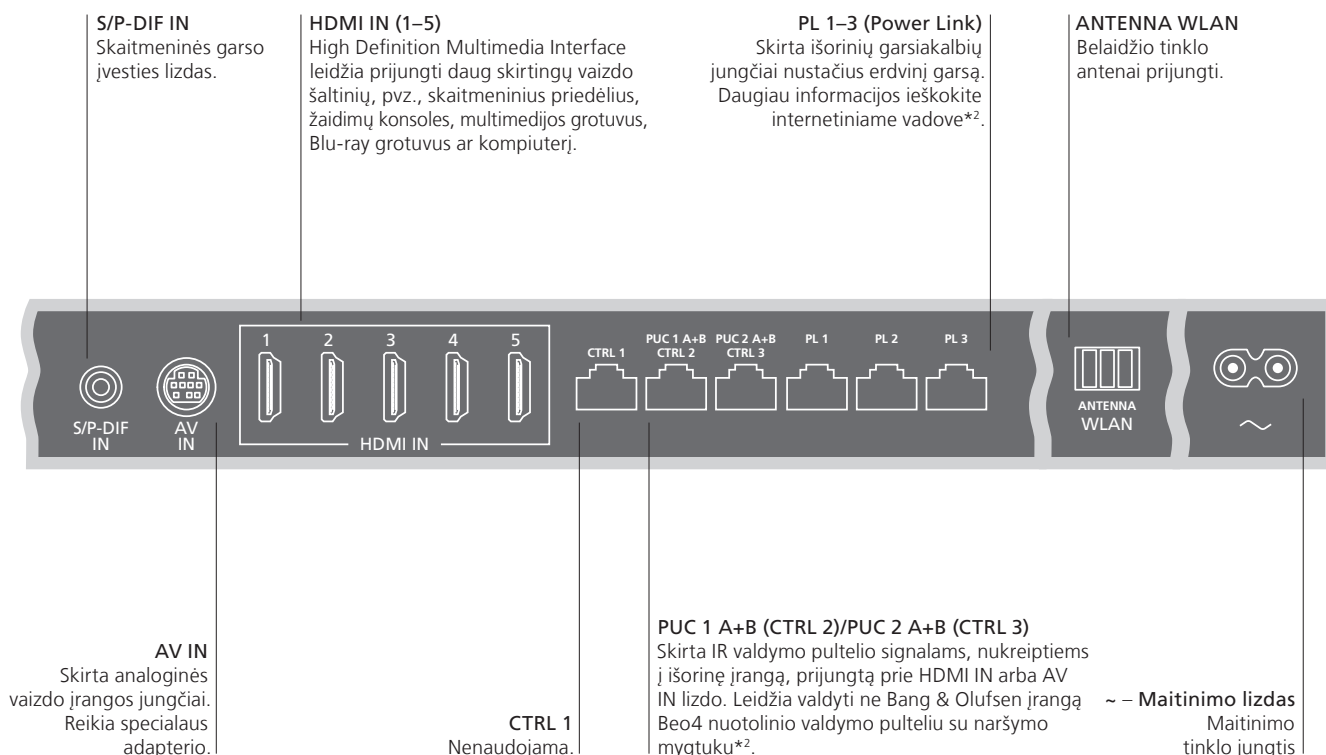 S/P-DIF IN
Skaitmeninės garso
įvesties lizdas.
HDMI IN (1–5)
High Definition Multimedia Interface
leidžia prijungti daug skirtingų vaizdo
šaltinių, pvz., skaitmeninius priedėlius,
žaidimų konsoles, multimedijos grotuvus,
Blu-ray grotuvus ar kompiuterį.
PL 1–3 (Power Link)
Skirta išorinių garsiakalbių
jungčiai nustačius erdvinį garsą.
Daugiau informacijos ieškokite
internetiniame vadove*2.
ANTENNA WLAN
Belaidžio tinklo
antenai prijungti.
S/P-DIF
IN
AV
IN
1 2 3 4 5
HDMI IN
CTRL 1
PUC 1 A+B
CTRL 2
PUC 2 A+B
CTRL 3
PL 1
PL 2
PL 3
ANTENNA
WLAN
~
AV IN
Skirta analoginės
vaizdo įrangos jungčiai.
Reikia specialaus
adapterio.
CTRL 1
Nenaudojama.
PUC 1 A+B (CTRL 2)/PUC 2 A+B (CTRL 3)
Skirta IR valdymo pultelio signalams, nukreiptiems
į išorinę įrangą, prijungtą prie HDMI IN arba AV
IN lizdo. Leidžia valdyti ne Bang & Olufsen įrangą
Beo4 nuotolinio valdymo pulteliu su naršymo
mygtuku*2.
~ – Maitinimo lizdas
Maitinimo
tinklo jungtis